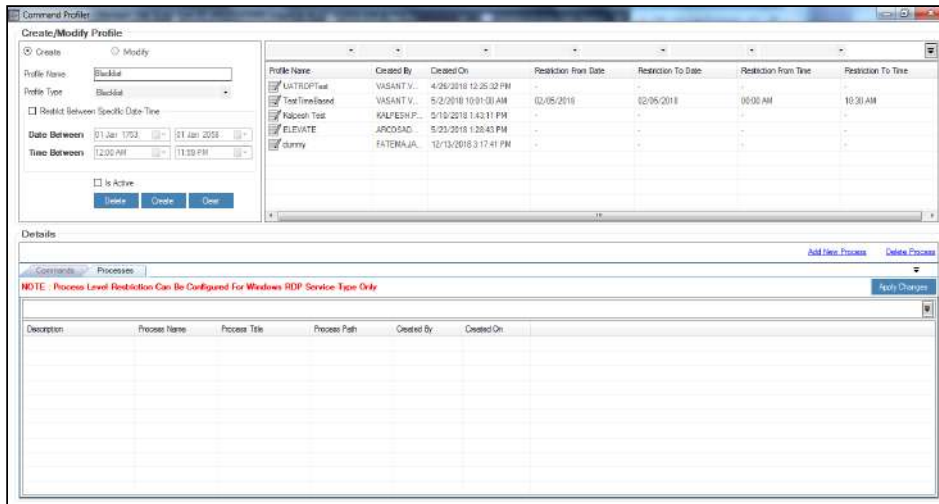 Command Profiler
Create/Modify Profile
Create Modify
Profile Name Blacklist
Profile Type Blacklist
Restrict Between Specific Date-Time
Date Between 01 Jan 1753 01 Jan 2058
Time Between 12:00 AM 11:59 PM
Is Active
Delete Create Clear
Profile Name Created By Created On Restriction From Date Restriction To Date Restriction From Time Restriction To Time
UATRDPTest VASANT.V... 4/26/2018 12:25:32 PM - - - -
TestTimeBased VASANT.V... 5/2/2018 10:01:00 AM 02/05/2018 02/05/2018 00:00 AM 10:30 AM
Kalpesh Test KALPESH.P... 5/10/2018 1:43:11 PM - - - -
ELEVATE ARCOSAD... 5/23/2018 1:28:43 PM - - - -
dummy FATEMA.JA... 12/13/2018 3:17:41 PM - - - -
Details
Add New Process Delete Process
Commands Processes
NOTE : Process Level Restriction Can Be Configured For Windows RDP Service Type Only
Apply Changes
Description Process Name Process Title Process Path Created By Created On